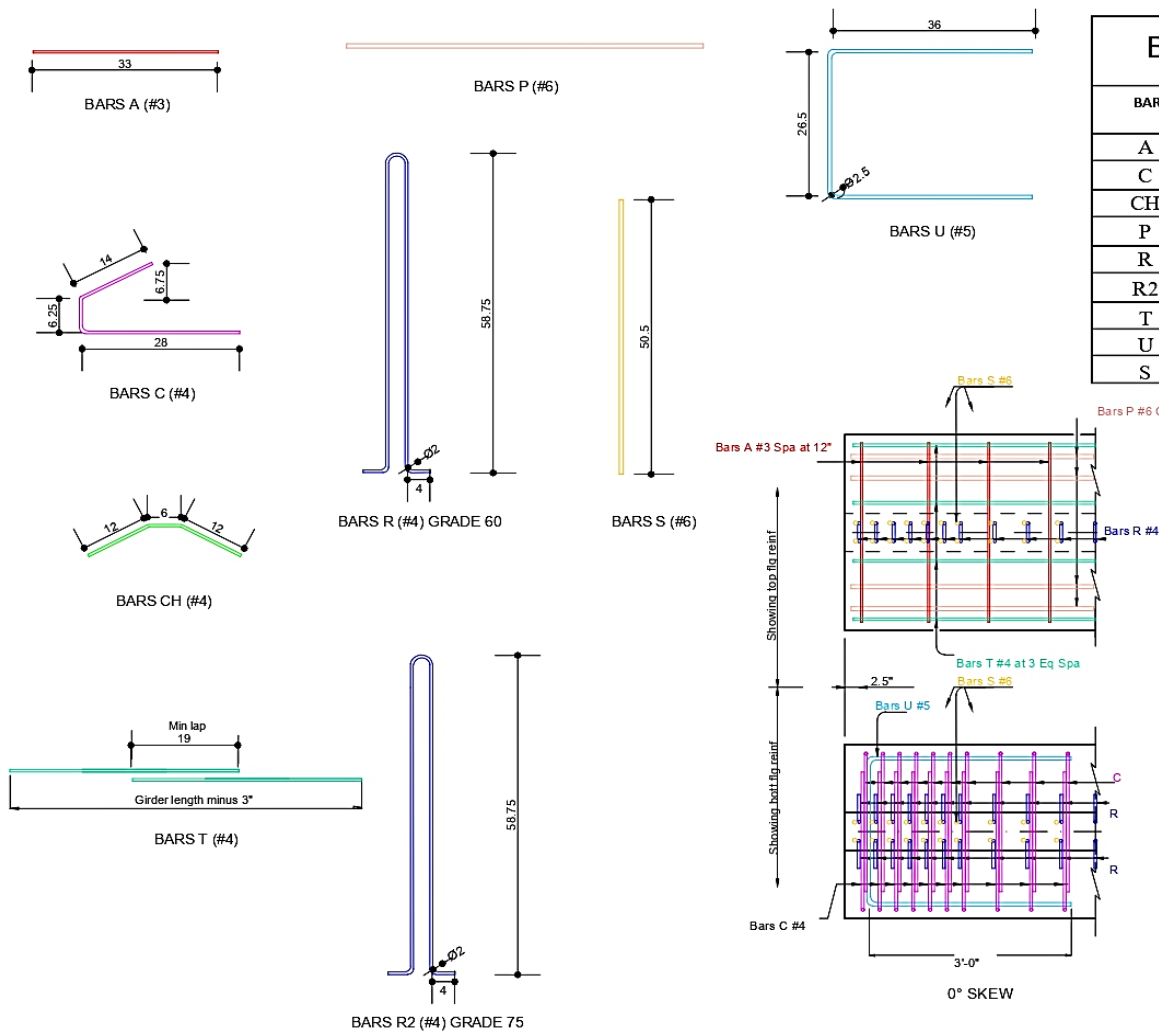 33
BARS A (#3)
BARS P (#6)
36
26.5
Ø2.5
BARS U (#5)
14
6.75
6.25
28
BARS C (#4)
58.75
Ø2
4
BARS R (#4) GRADE 60
50.5
BARS S (#6)
12
6
12
BARS CH (#4)
Min lap
19
Girder length minus 3"
BARS T (#4)
58.75
Ø2
4
BARS R2 (#4) GRADE 75
BAR
A
C
CH
P
R
R2
T
U
S
Bars S #6
Bars P #6
Bars A #3 Spa at 12"
Bars R #4
Showing top flg reinf
Bars T #4 at 3 Eq Spa
2.5"
Bars S #6
Bars U #5
Showing bott flg reinf
C
R
R
Bars C #4
3'-0"
0° SKEW